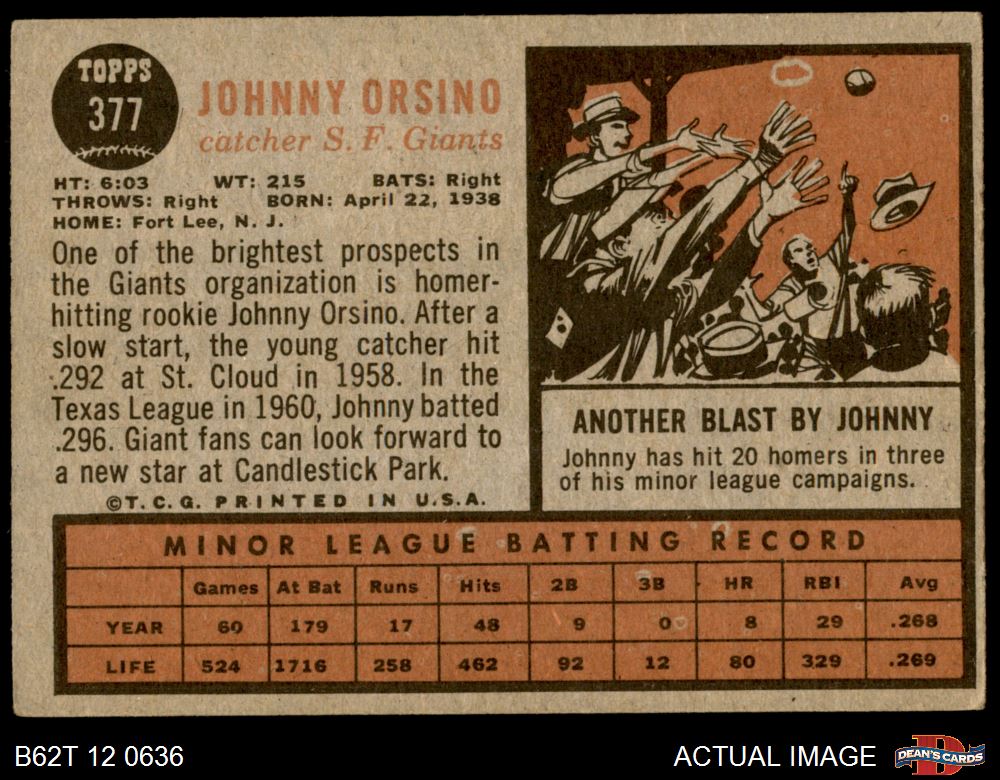 TOPPS
377
JOHNNY ORSINO
catcher S. F. Giants
HT: 6:03 WT: 215 BATS: Right
THROWS: Right BORN: April 22, 1938
HOME: Fort Lee, N. J.
One of the brightest prospects in
the Giants organization is homer-
hitting rookie Johnny Orsino. After a
slow start, the young catcher hit
.292 at St. Cloud in 1958. In the
Texas League in 1960, Johnny batted
.296. Giant fans can look forward to
a new star at Candlestick Park.
©T.C.G. PRINTED IN U.S.A.
ANOTHER BLAST BY JOHNNY
Johnny has hit 20 homers in three
of his minor league campaigns.
MINOR LEAGUE BATTING RECORD
Games At Bat Runs Hits 2B 3B HR RBI Avg
YEAR 60 179 17 48 9 0 8 29 .268
LIFE 524 1716 258 462 92 12 80 329 .269
B62T 12 0636
ACTUAL IMAGE
DEAN'S CARDS